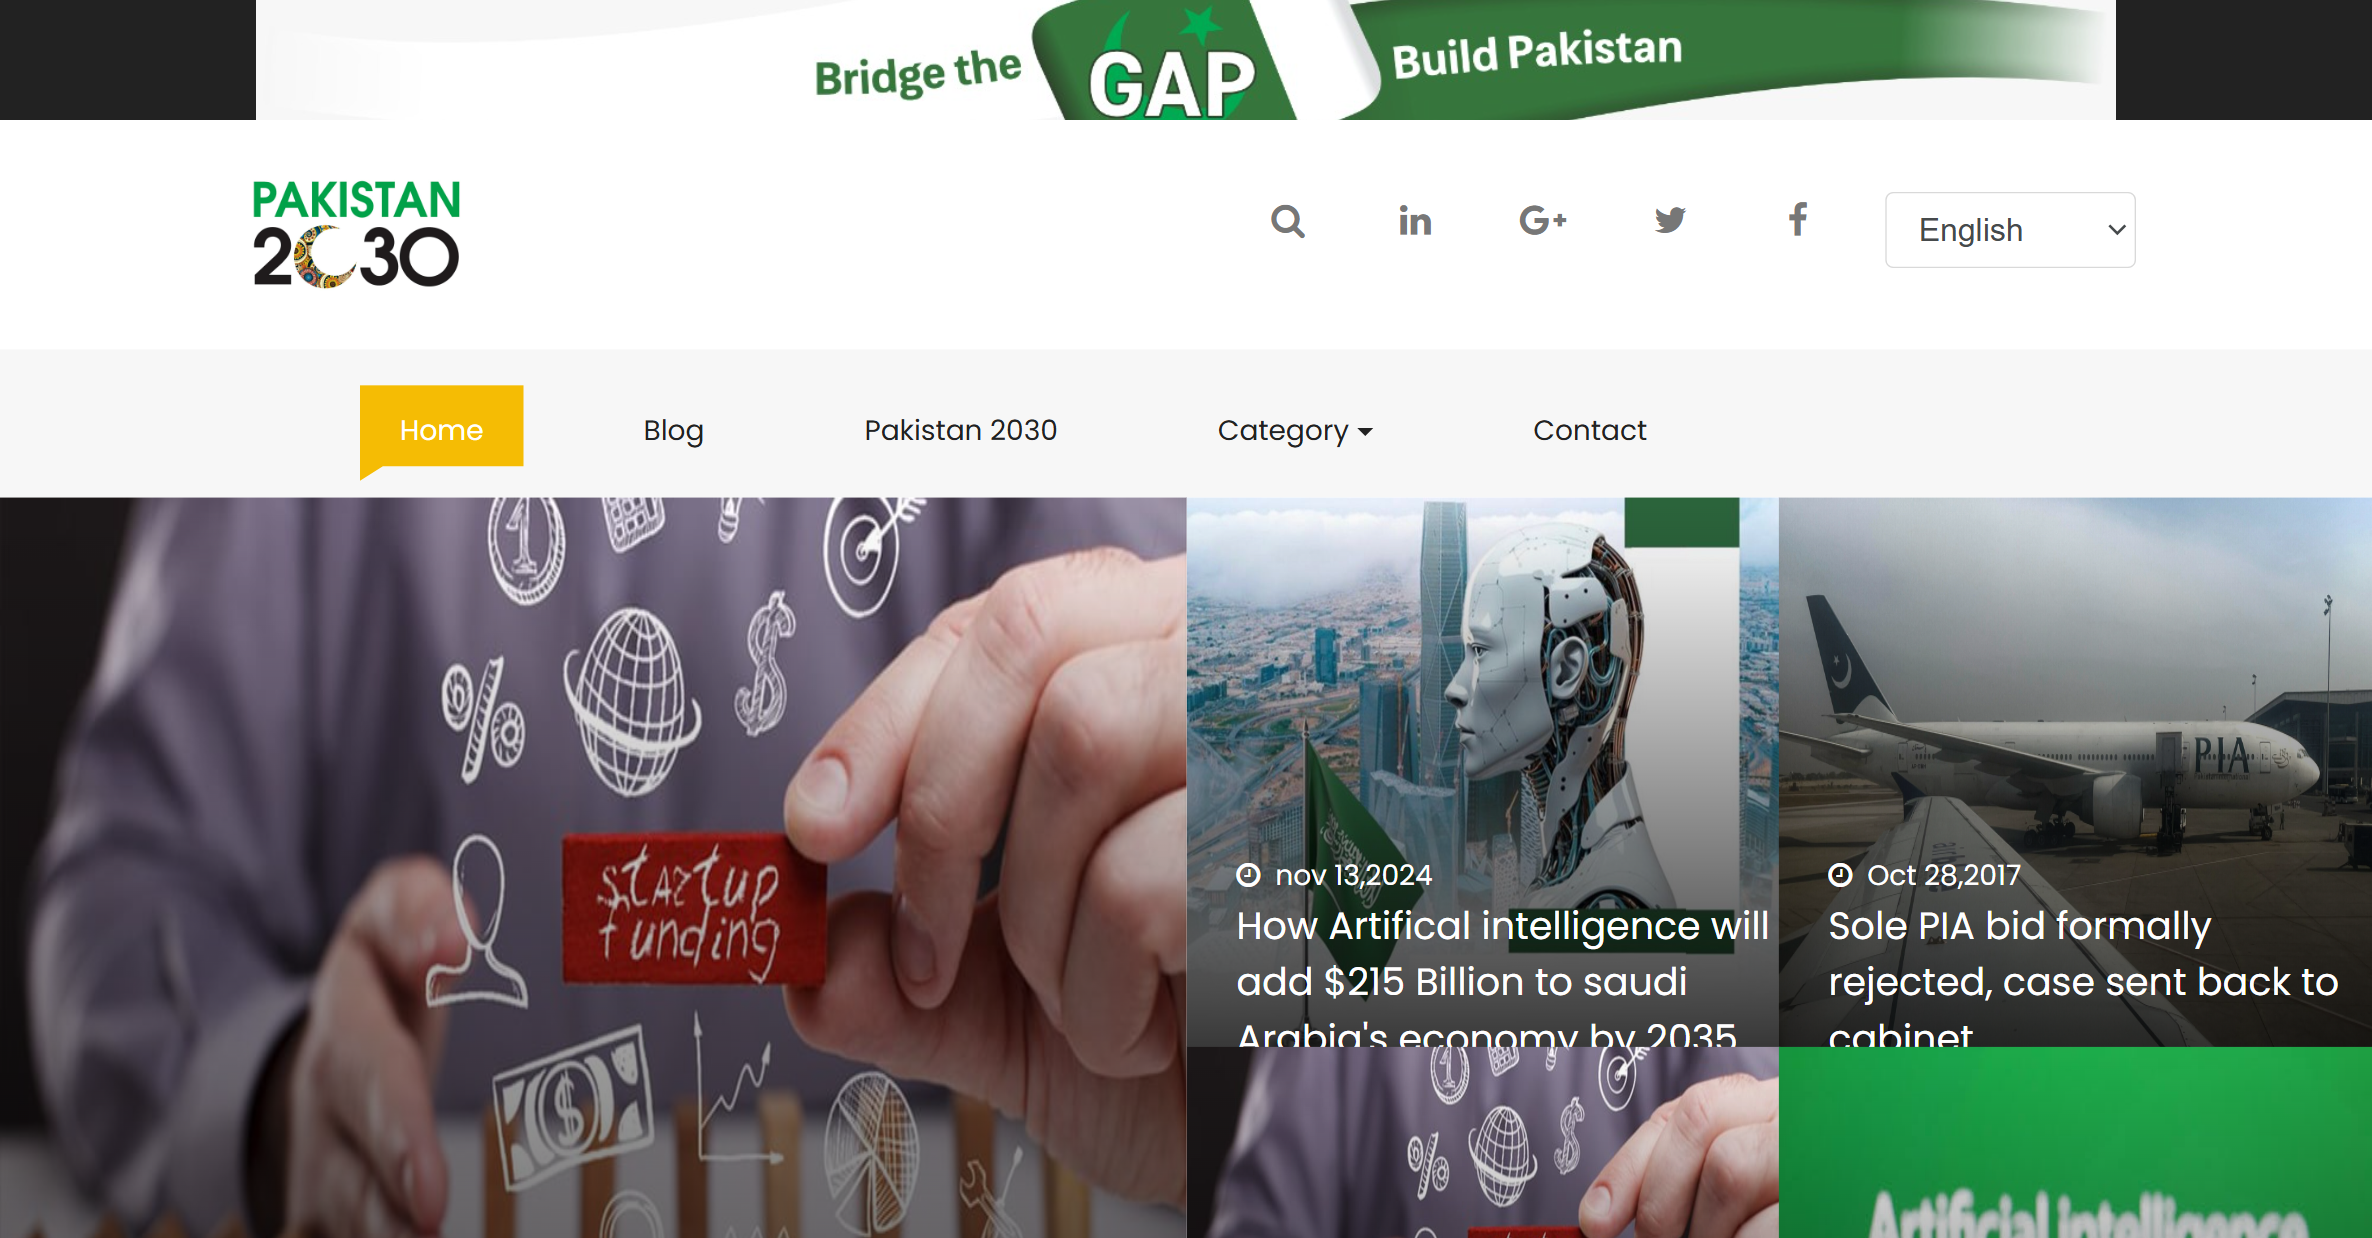 Bridge the GAP Build Pakistan
PAKISTAN
2030
English
Home Blog Pakistan 2030 Category Contact
startup
funding
nov 13,2024
How Artifical intelligence will
add $215 Billion to saudi
Arabia's economy by 2035
PIA
Oct 28,2017
Sole PIA bid formally
rejected, case sent back to
cabinet
Artificial intelligence